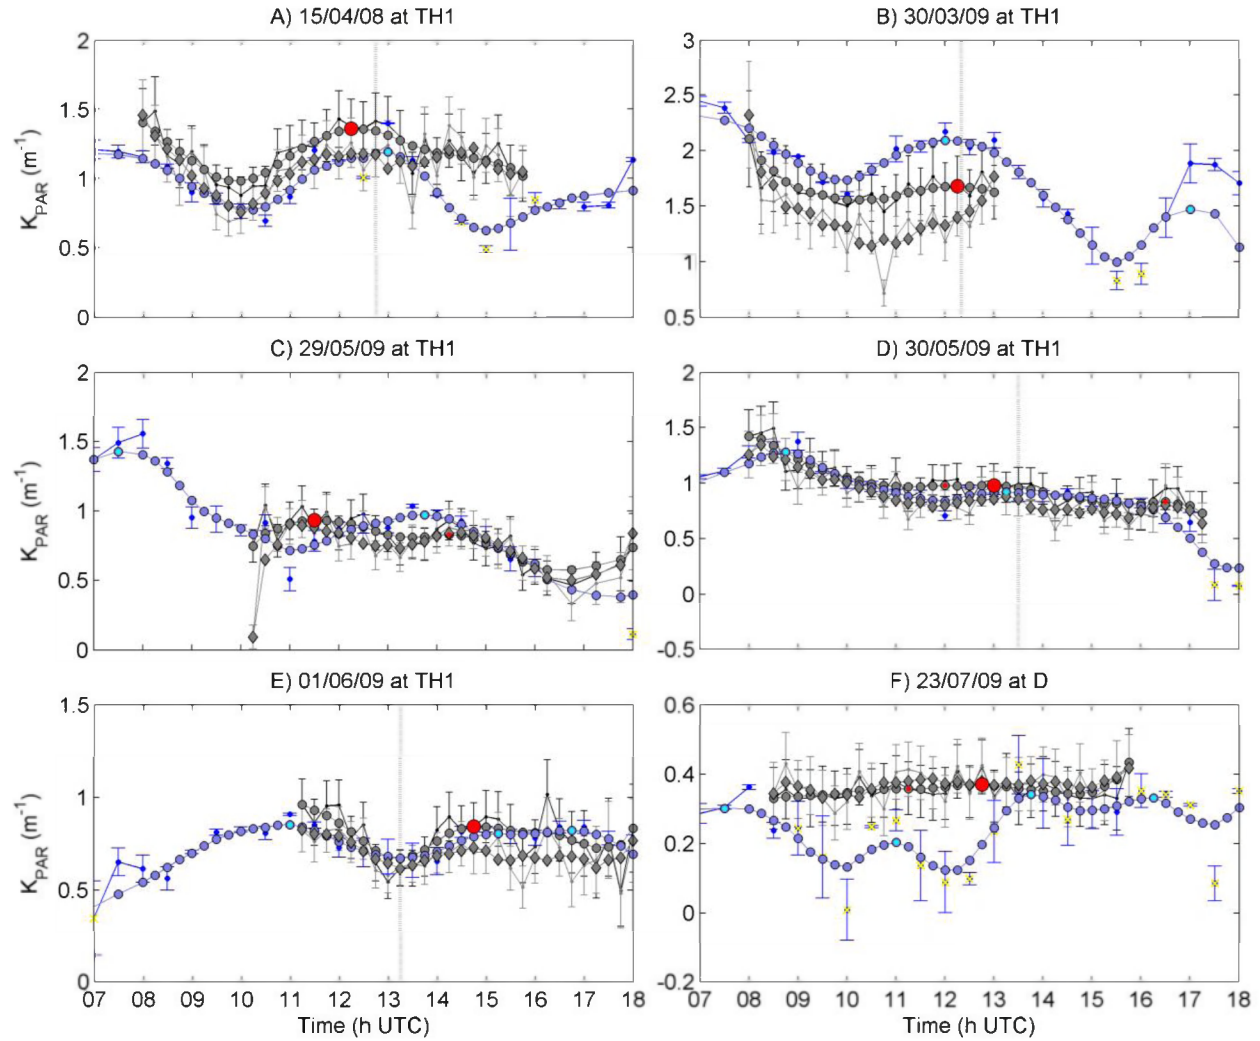 A) 15/04/08 at TH1
B) 30/03/09 at TH1
2
1.5
1
0.5
0
K_PAR (m^-1)
3
2.5
2
1.5
1
0.5
C) 29/05/09 at TH1
D) 30/05/09 at TH1
2
1.5
1
0.5
0
K_PAR (m^-1)
2
1.5
1
0.5
0
-0.5
E) 01/06/09 at TH1
F) 23/07/09 at D
1.5
1
0.5
0
K_PAR (m^-1)
0.6
0.4
0.2
0
-0.2
07 08 09 10 11 12 13 14 15 16 17 18
07 08 09 10 11 12 13 14 15 16 17 18
Time (h UTC)
Time (h UTC)